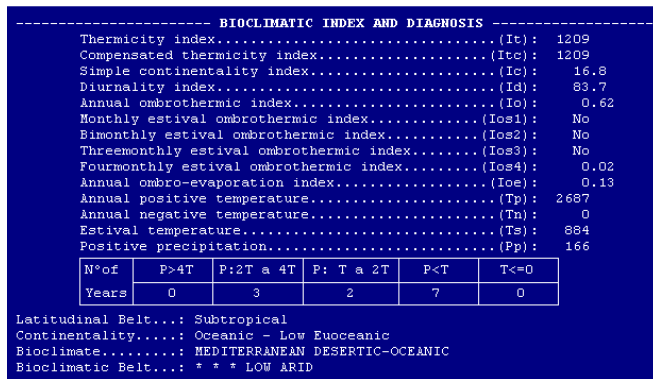 -------------------- BIOCLIMATIC INDEX AND DIAGNOSIS --------------------
Thermicity index...............................(It): 1209
Compensated thermicity index..................(Itc): 1209
Simple continentality index....................(Ic): 16.8
Diurnality index...............................(Id): 83.7
Annual ombrothermic index......................(Io): 0.62
Monthly estival ombrothermic index...........(Ios1): No
Bimonthly estival ombrothermic index.........(Ios2): No
Threemonthly estival ombrothermic index......(Ios3): No
Fourmonthly estival ombrothermic index.......(Ios4): 0.02
Annual ombro-evaporation index................(Ioe): 0.13
Annual positive temperature....................(Tp): 2687
Annual negative temperature....................(Tn): 0
Estival temperature............................(Ts): 884
Positive precipitation.........................(Pp): 166
NºOf P>4T P:2T a 4T P: T a 2T P<T T<=0
Years 0 3 2 7 0
Latitudinal Belt...: Subtropical
Continentality.....: Oceanic - Low Euoceanic
Bioclimate.........: MEDITERRANEAN DESERTIC-OCEANIC
Bioclimatic Belt...: * * * LOW ARID